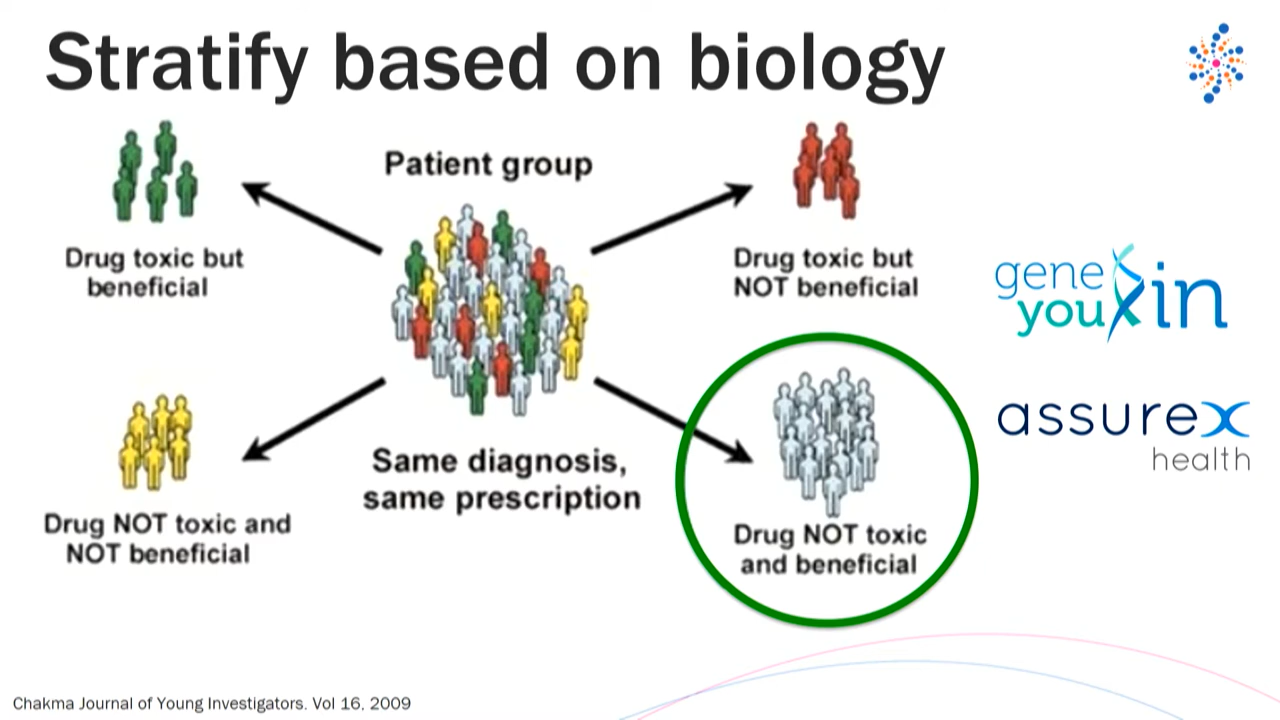 Stratify based on biology
Patient group
Drug toxic but
beneficial
Drug toxic but
NOT beneficial
Same diagnosis,
same prescription
Drug NOT toxic and
NOT beneficial
Drug NOT toxic
and beneficial
gene
you
xin
assurex
health
Chakma Journal of Young Investigators. Vol 16, 2009